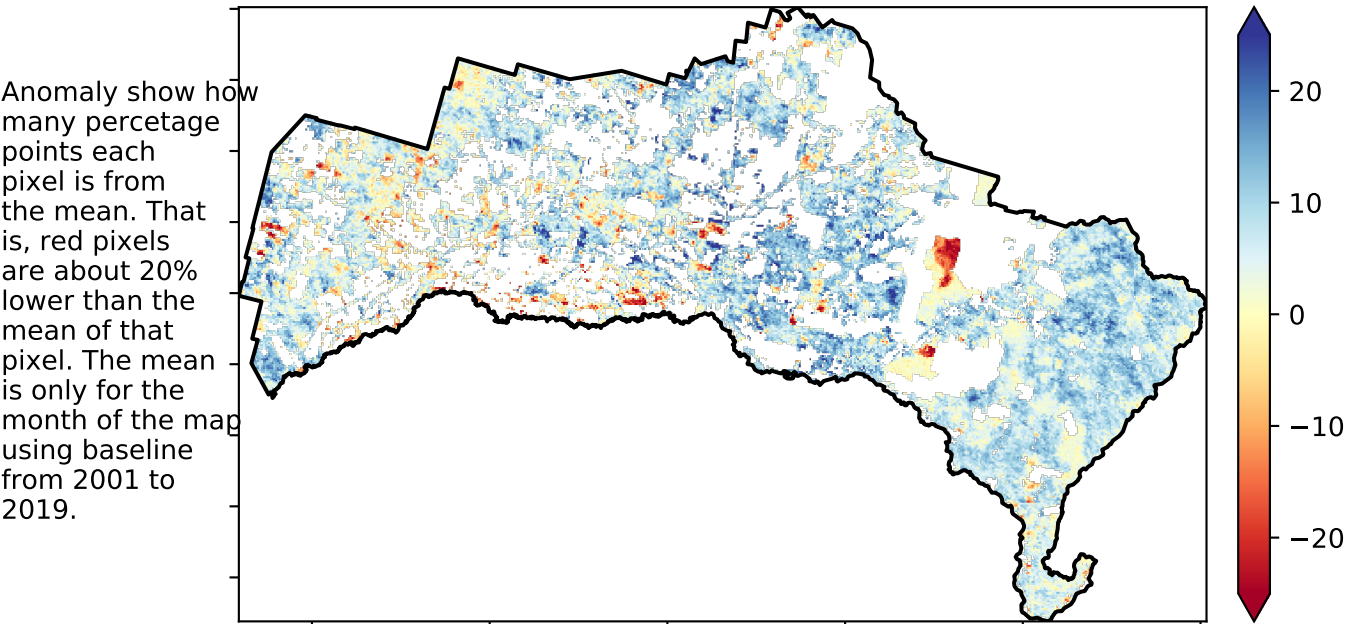 Anomaly show how
many percetage
points each
pixel is from
the mean. That
is, red pixels
are about 20%
lower than the
mean of that
pixel. The mean
is only for the
month of the map
using baseline
from 2001 to
2019.
20
10
0
−10
−20